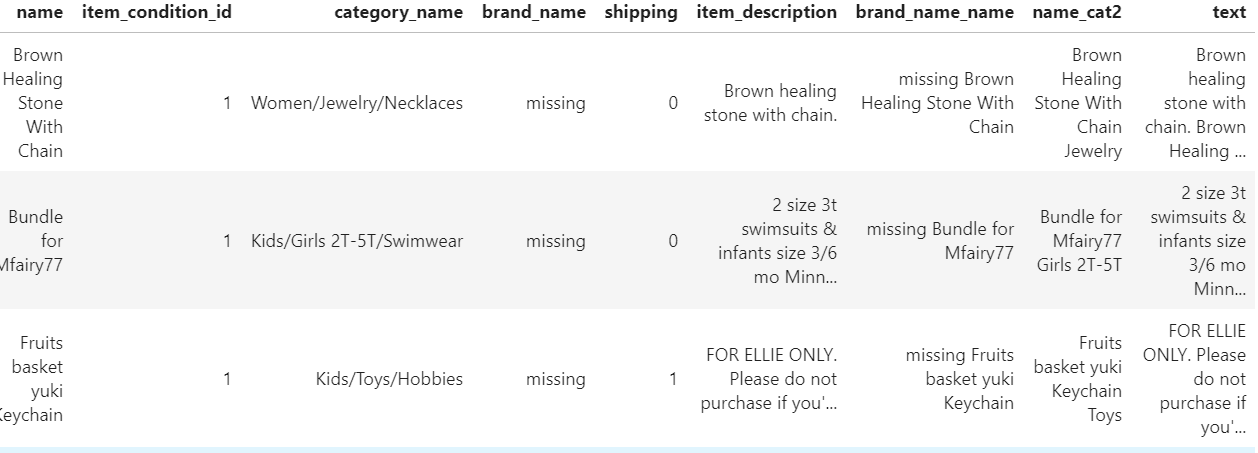 name item_condition_id category_name brand_name shipping item_description brand_name_name name_cat2 text
Brown
Healing
Stone
With
Chain
1
Women/Jewelry/Necklaces
missing
0
Brown healing
stone with chain.
missing Brown
Healing Stone With
Chain
Brown
Healing
Stone With
Chain
Jewelry
Brown
healing
stone with
chain. Brown
Healing ...
Bundle
for
Mfairy77
1
Kids/Girls 2T-5T/Swimwear
missing
0
2 size 3t
swimsuits &
infants size 3/6
mo Minn...
missing Bundle for
Mfairy77
Bundle for
Mfairy77
Girls 2T-5T
2 size 3t
swimsuits &
infants size
3/6 mo
Minn...
Fruits
basket
yuki
Keychain
1
Kids/Toys/Hobbies
missing
1
FOR ELLIE ONLY.
Please do not
purchase if you'...
missing Fruits
basket yuki
Keychain
Fruits
basket yuki
Keychain
Toys
FOR ELLIE
ONLY. Please
do not
purchase if
you'...